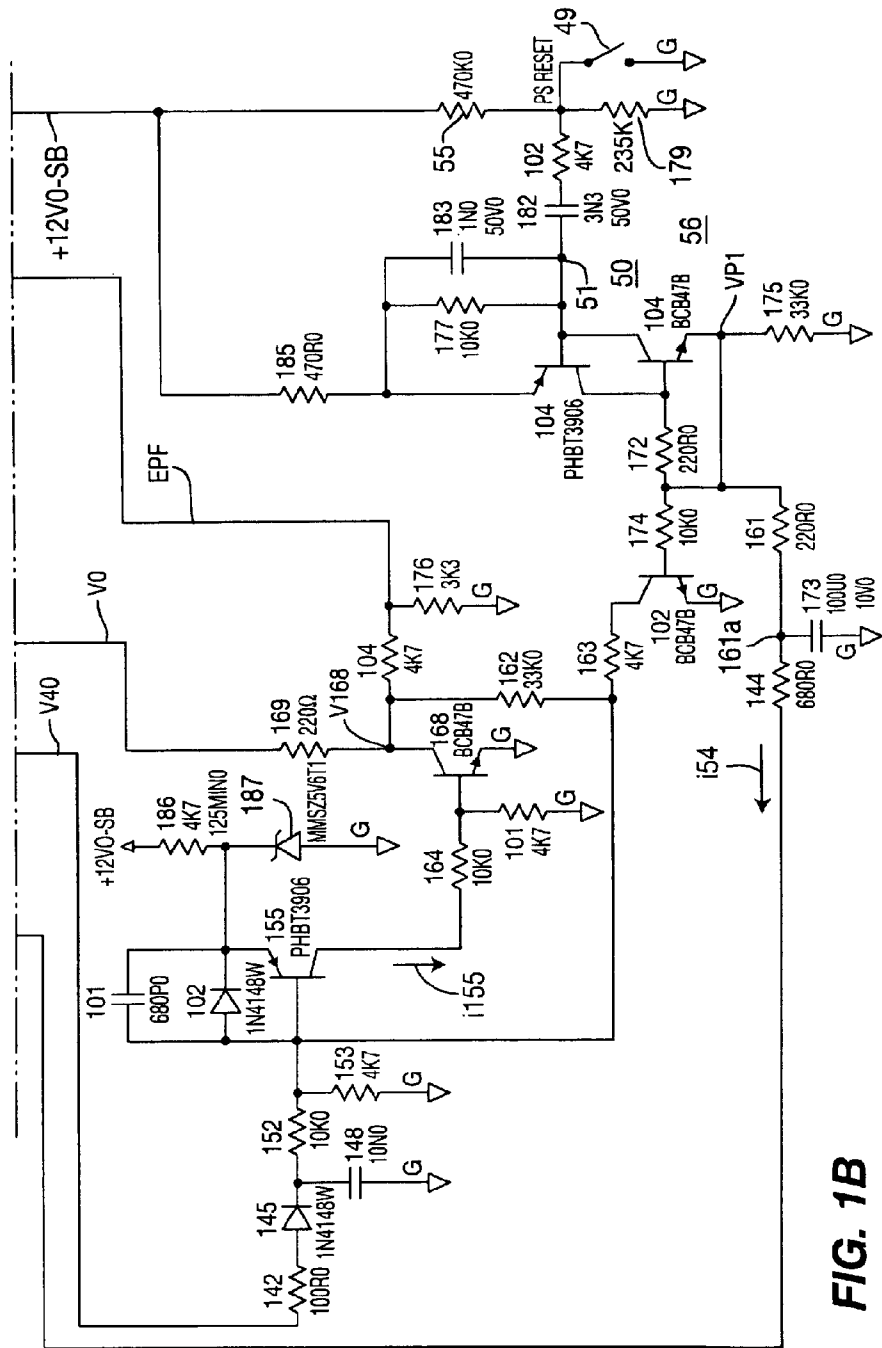 +12V0-SB
EPF
V0
V40
470K0
55
PS RESET
49
G
102
4K7
235K
179
G
182
3N3
50V0
183
1N0
50V0
177
10K0
51
50
56
185
470R0
104
PHBT3906
104
BCB47B
VP1
175
33K0
G
172
220R0
174
10K0
102
BCB47B
G
161
220R0
161a
173
100U0
10V0
G
144
680R0
i54
163
4K7
162
33K0
176
3K3
G
104
4K7
169
220Ω
V168
168
BCB47B
G
164
10K0
101
4K7
G
+12V0-SB
186
4K7
125MIN0
187
MMSZ5V6T1
G
155
PHBT3906
i155
101
680P0
102
1N4148W
153
4K7
G
152
10K0
148
10N0
G
145
1N4148W
142
100R0
FIG. 1B